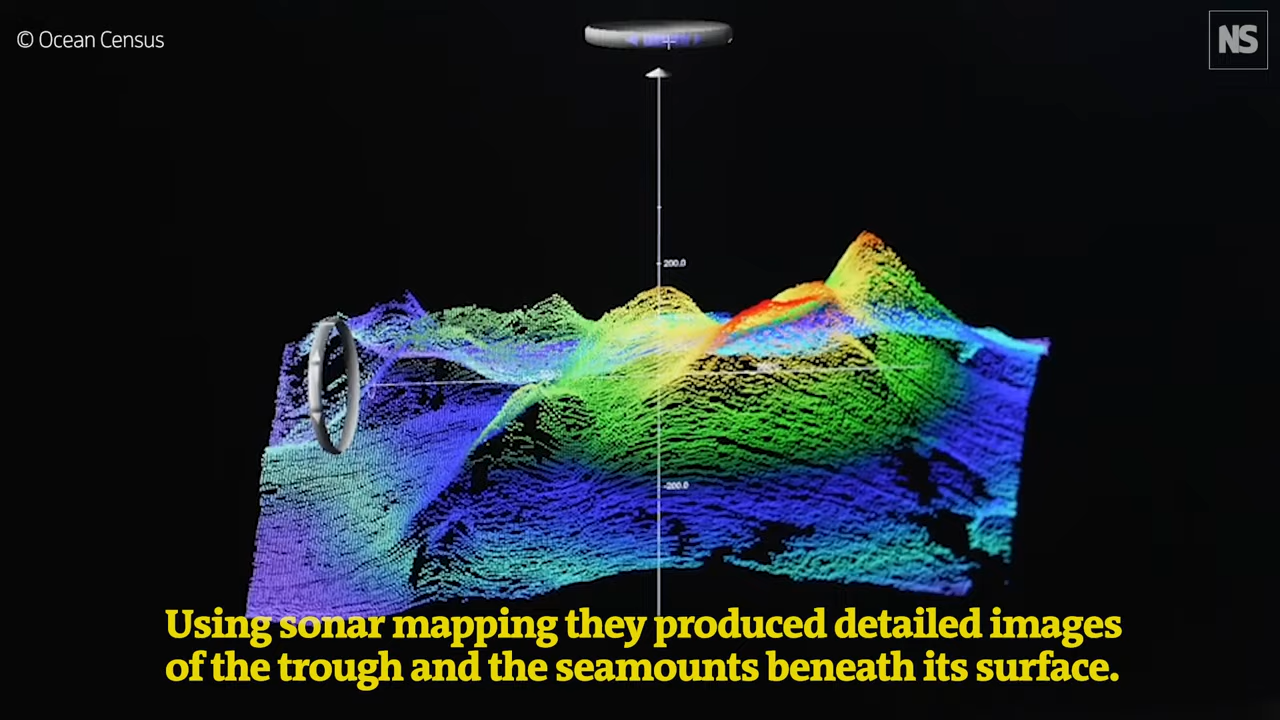 © Ocean Census
NS
200.0
-200.0
Using sonar mapping they produced detailed images
of the trough and the seamounts beneath its surface.